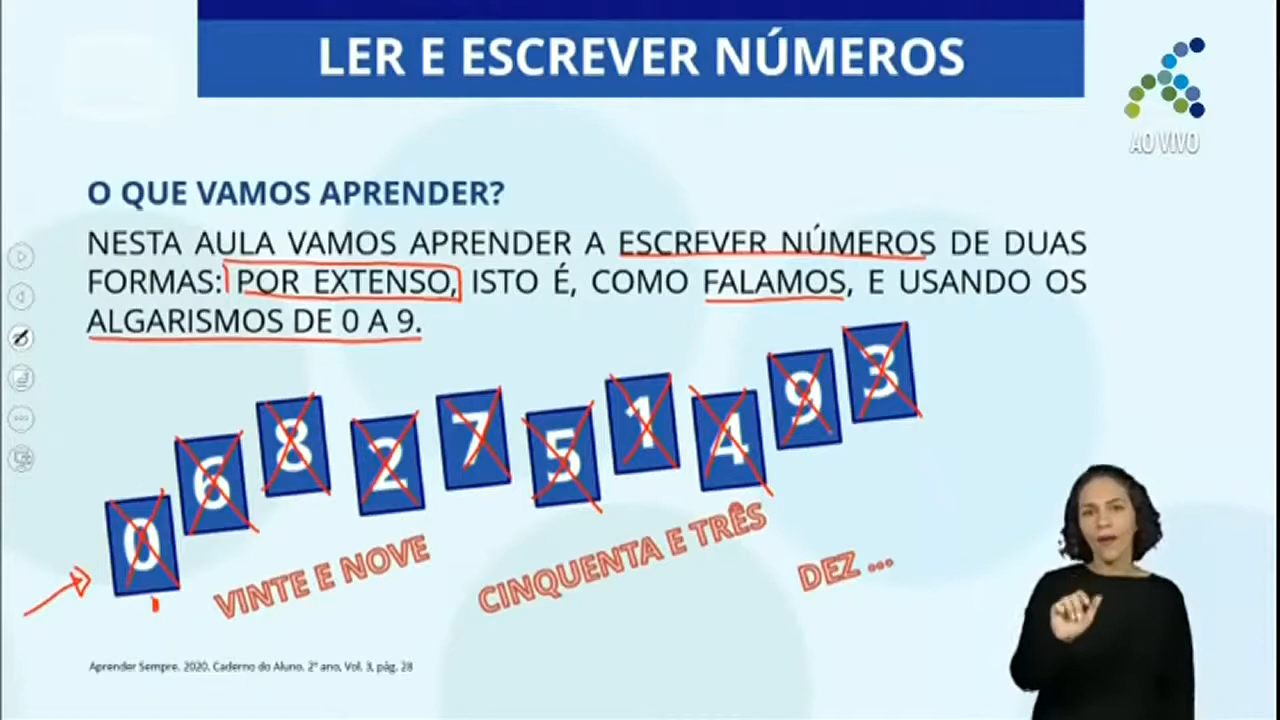 LER E ESCREVER NÚMEROS
AO VIVO
O QUE VAMOS APRENDER?
NESTA AULA VAMOS APRENDER A ESCREVER NÚMEROS DE DUAS
FORMAS: POR EXTENSO, ISTO É, COMO FALAMOS, E USANDO OS
ALGARISMOS DE 0 A 9.
0 6 8 2 7 5 1 4 9 3
VINTE E NOVE
CINQUENTA E TRÊS
DEZ ...
Aprender Sempre. 2020. Caderno do Aluno. 2º ano, Vol. 3, pág. 28